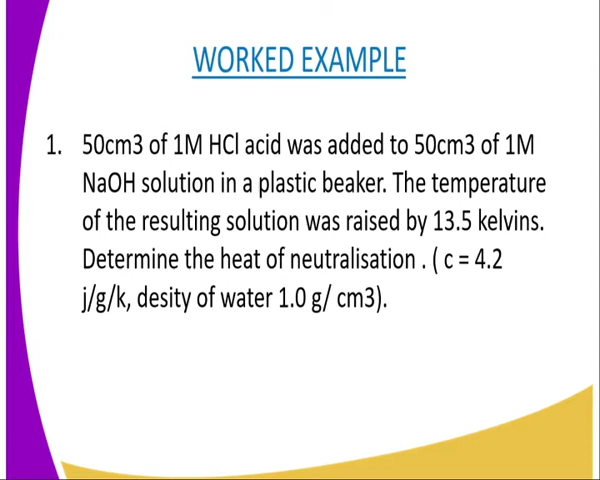 WORKED EXAMPLE
1. 50cm3 of 1M HCl acid was added to 50cm3 of 1M
NaOH solution in a plastic beaker. The temperature
of the resulting solution was raised by 13.5 kelvins.
Determine the heat of neutralisation . ( c = 4.2
j/g/k, desity of water 1.0 g/ cm3).